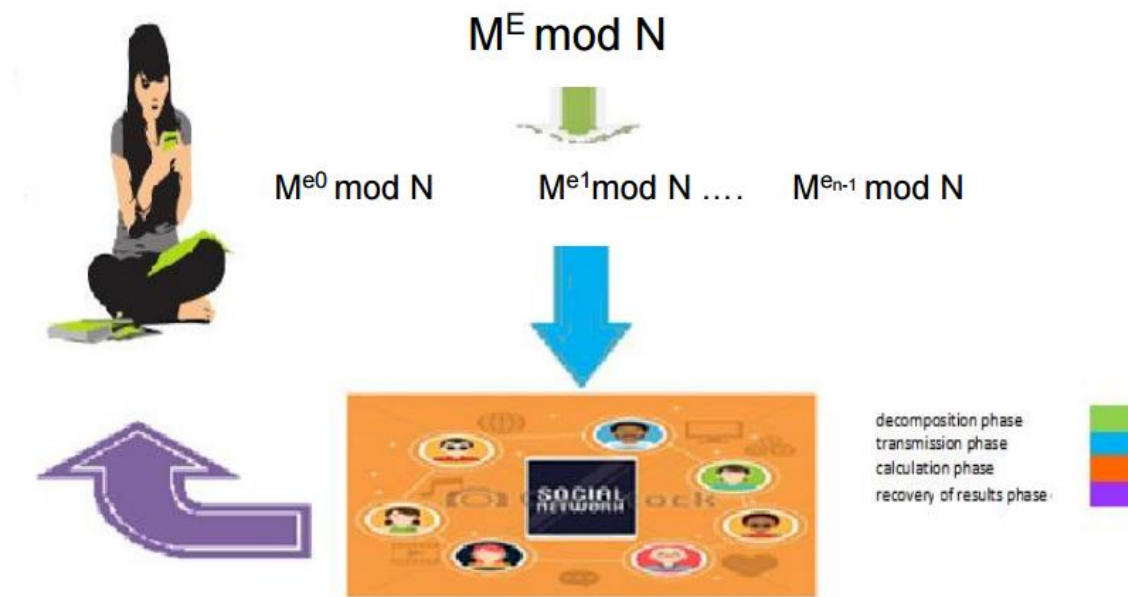 M^E mod N
M^e0 mod N M^e1 mod N .... M^en-1 mod N
SOCIAL
NETWORK
decomposition phase
transmission phase
calculation phase
recovery of results phase